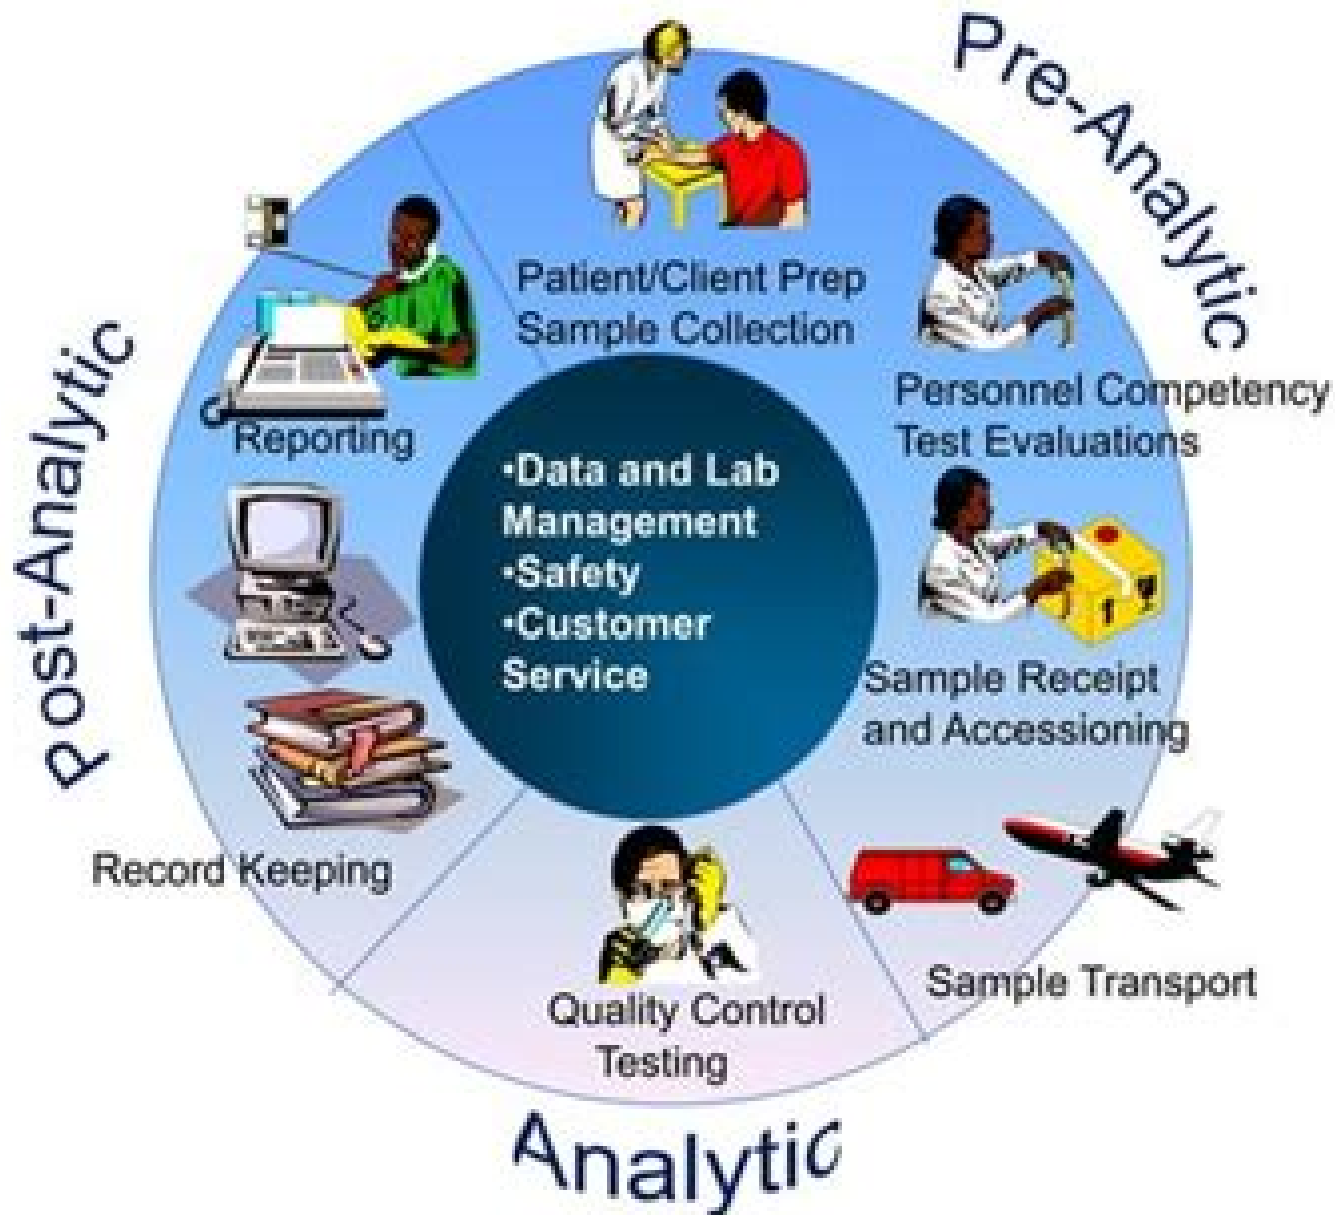 Pre-Analytic
Patient/Client Prep
Sample Collection
Personnel Competency
Test Evaluations
Sample Receipt
and Accessioning
Sample Transport
Analytic
Quality Control
Testing
Post-Analytic
Reporting
Record Keeping
•Data and Lab
Management
•Safety
•Customer
Service
1